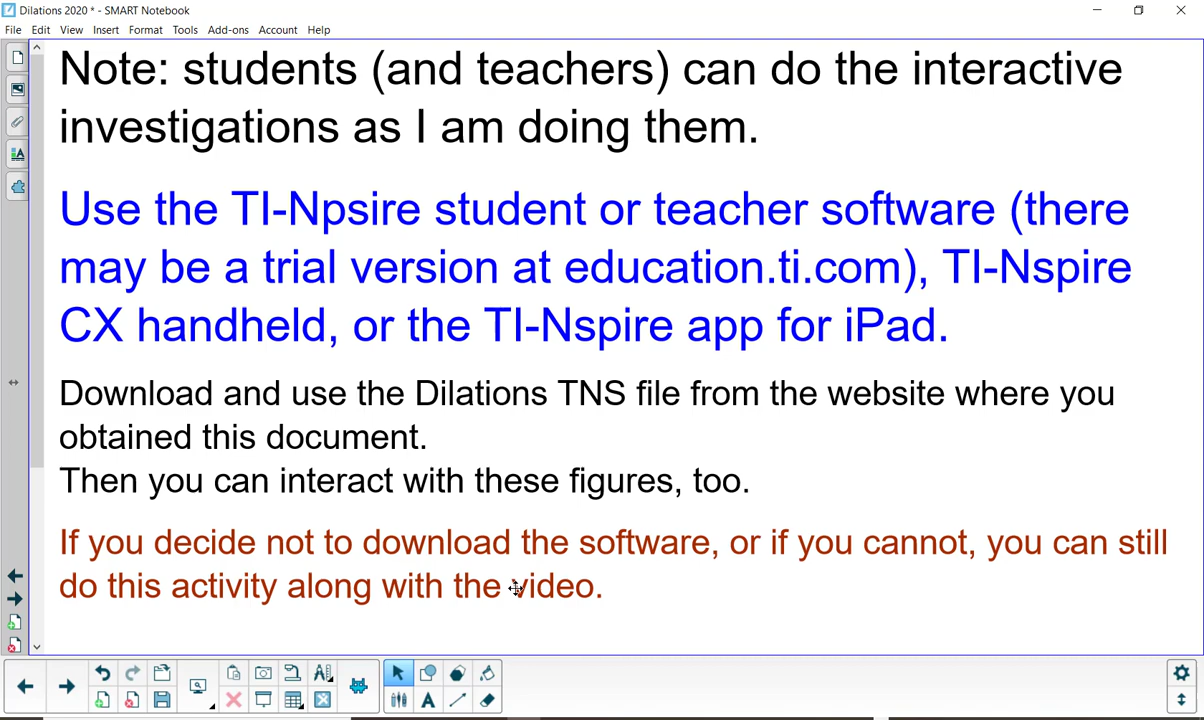 Dilations 2020 * - SMART Notebook
File Edit View Insert Format Tools Add-ons Account Help
Note: students (and teachers) can do the interactive
investigations as I am doing them.
Use the TI-Npsire student or teacher software (there
may be a trial version at education.ti.com), TI-Nspire
CX handheld, or the TI-Nspire app for iPad.
Download and use the Dilations TNS file from the website where you
obtained this document.
Then you can interact with these figures, too.
If you decide not to download the software, or if you cannot, you can still
do this activity along with the video.